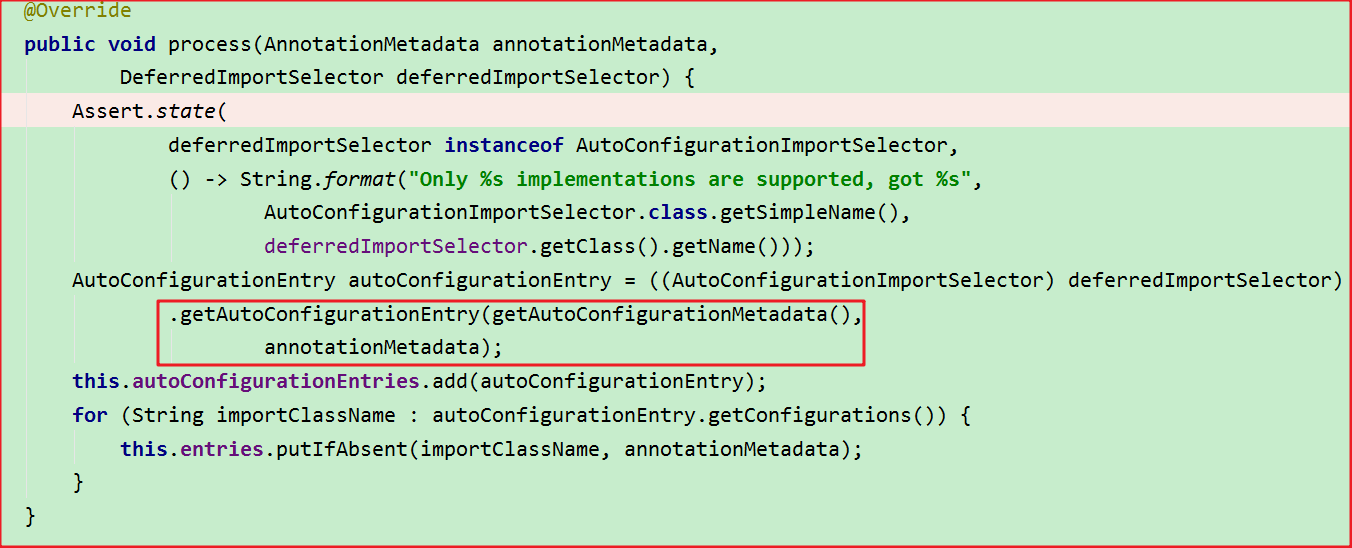 @Override
public void process(AnnotationMetadata annotationMetadata,
        DeferredImportSelector deferredImportSelector) {
    Assert.state(
            deferredImportSelector instanceof AutoConfigurationImportSelector,
            () -> String.format("Only %s implementations are supported, got %s",
                    AutoConfigurationImportSelector.class.getSimpleName(),
                    deferredImportSelector.getClass().getName()));
    AutoConfigurationEntry autoConfigurationEntry = ((AutoConfigurationImportSelector) deferredImportSelector)
            .getAutoConfigurationEntry(getAutoConfigurationMetadata(),
                    annotationMetadata);
    this.autoConfigurationEntries.add(autoConfigurationEntry);
    for (String importClassName : autoConfigurationEntry.getConfigurations()) {
        this.entries.putIfAbsent(importClassName, annotationMetadata);
    }
}